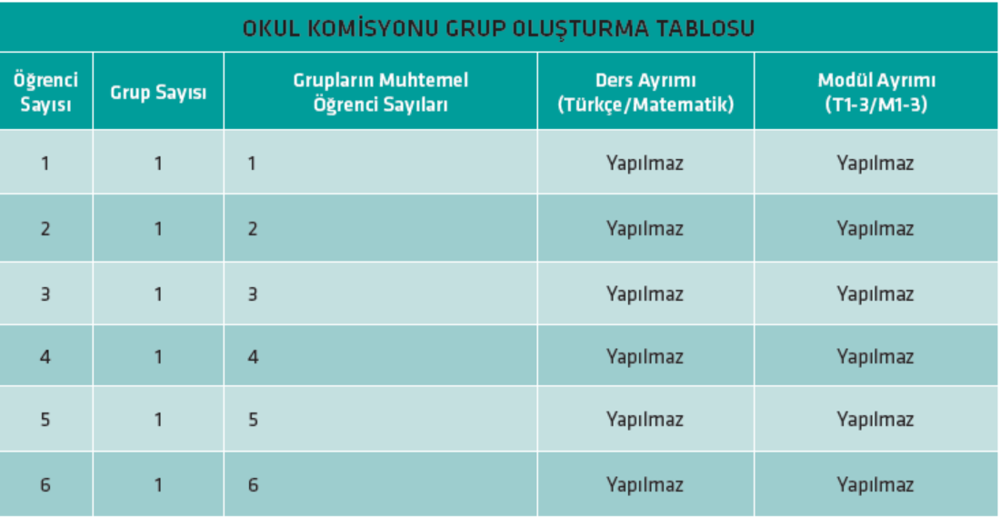 OKUL KOMİSYONU GRUP OLUŞTURMA TABLOSU
Öğrenci Sayısı Grup Sayısı Grupların Muhtemel Öğrenci Sayıları Ders Ayrımı (Türkçe/Matematik) Modül Ayrımı (T1-3/M1-3)
1 1 1 Yapılmaz Yapılmaz
2 1 2 Yapılmaz Yapılmaz
3 1 3 Yapılmaz Yapılmaz
4 1 4 Yapılmaz Yapılmaz
5 1 5 Yapılmaz Yapılmaz
6 1 6 Yapılmaz Yapılmaz